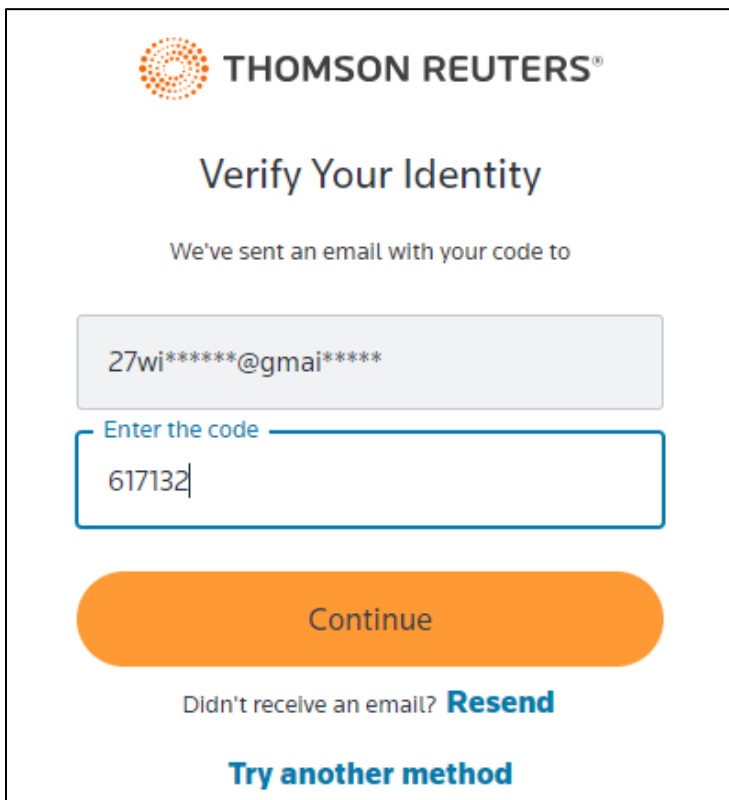 THOMSON REUTERS®
Verify Your Identity
We've sent an email with your code to
27wi******@gmai*****
Enter the code
617132
Continue
Didn't receive an email? Resend
Try another method